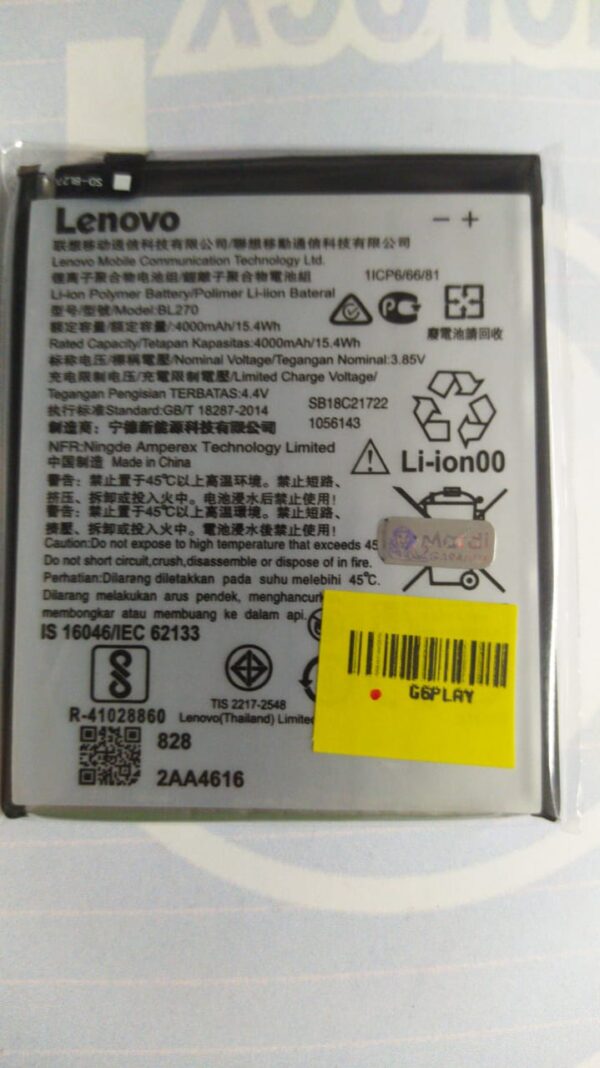 SD-BL27
Lenovo
− +
联想移动通信科技有限公司/聯想移動通信科技有限公司
Lenovo Mobile Communication Technology Ltd.
锂离子聚合物电池组/鋰離子聚合物電池組
1ICP6/66/81
Li-ion Polymer Battery/Polimer Li-Iion Bateral
型号/型號/Model:BL270
额定容量/額定容量/:4000mAh/15.4Wh
廢電池請回收
Rated Capacity/Tetapan Kapasitas:4000mAh/15.4Wh
标称电压/標稱電壓/Nominal Voltage/Tegangan Nominal:3.85V
充电限制电压/充電限制電壓/Limited Charge Voltage/
Tegangan Pengisian TERBATAS:4.4V
执行标准Standard:GB/T 18287-2014
SB18C21722
制造商：宁德新能源科技有限公司
1056143
NFR:Ningde Amperex Technology Limited
中国制造 Made in China
Li-ion00
警告：禁止置于45℃以上高温环境。禁止短路、
挤压、拆卸或投入火中。电池浸水后禁止使用！
警告：禁止置于45℃以上高溫環境。禁止短路、
擠壓、拆卸或投入火中。電池浸水後禁止使用！
Caution:Do not expose to high temperature that exceeds 45
Mardi
Do not short circuit,crush,disassemble or dispose of in fire.
Perhatian:Dilarang diletakkan pada suhu melebihi 45℃.
Dilarang melakukan arus pendek, menghancurk
membongkar atau membuang ke dalam api.
IS 16046/IEC 62133
G6PLAY
TIS 2217-2548
R-41028860
Lenovo(Thailand) Limite
828
2AA4616